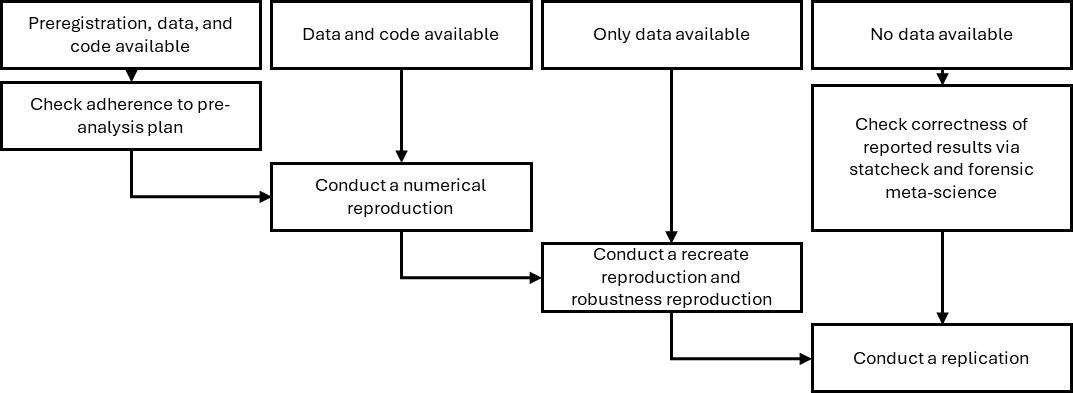 Preregistration, data, and
code available
Data and code available
Only data available
No data available
Check adherence to pre-
analysis plan
Check correctness of
reported results via
statcheck and forensic
meta-science
Conduct a numerical
reproduction
Conduct a recreate
reproduction and
robustness reproduction
Conduct a replication